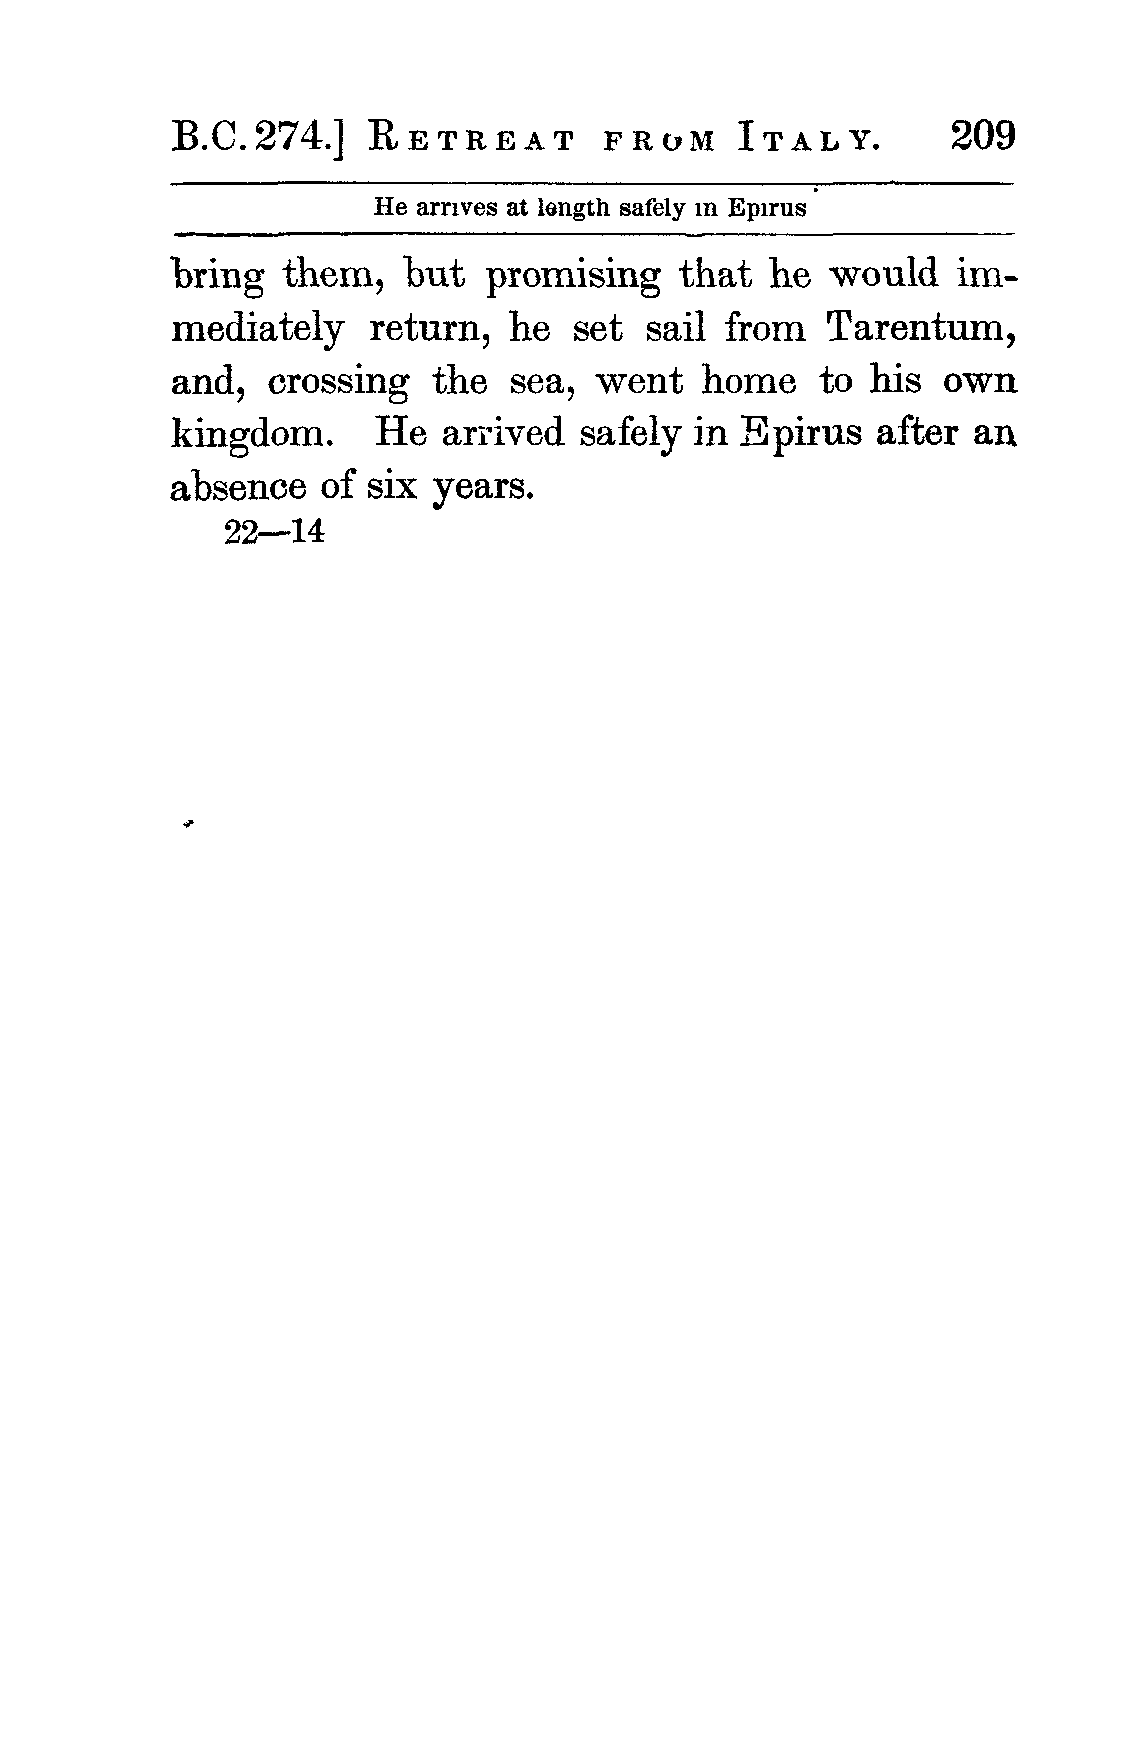 B.C. 274.] RETREAT FROM ITALY. 209
He arrives at length safely in Epirus
bring them, but promising that he would im-
mediately return, he set sail from Tarentum,
and, crossing the sea, went home to his own
kingdom. He arrived safely in Epirus after an
absence of six years.
22—14